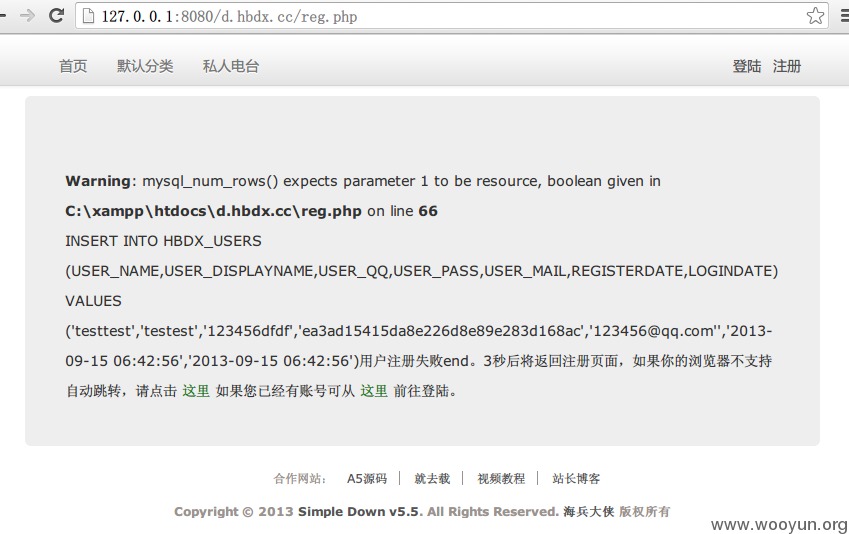 127.0.0.1:8080/d.hbdx.cc/reg.php
首页 默认分类 私人电台 登陆 注册
Warning: mysql_num_rows() expects parameter 1 to be resource, boolean given in
C:\xampp\htdocs\d.hbdx.cc\reg.php on line 66
INSERT INTO HBDX_USERS
(USER_NAME,USER_DISPLAYNAME,USER_QQ,USER_PASS,USER_MAIL,REGISTERDATE,LOGINDATE)
VALUES
('testtest','testest','123456dfdf','ea3ad15415da8e226d8e89e283d168ac','123456@qq.com'','2013-
09-15 06:42:56','2013-09-15 06:42:56')用户注册失败end。3秒后将返回注册页面，如果你的浏览器不支持
自动跳转，请点击 这里 如果您已经有账号可从 这里 前往登陆。
合作网站： A5源码 就去载 视频教程 站长博客
Copyright © 2013 Simple Down v5.5. All Rights Reserved. 海兵大侠 版权所有
www.wooyun.org